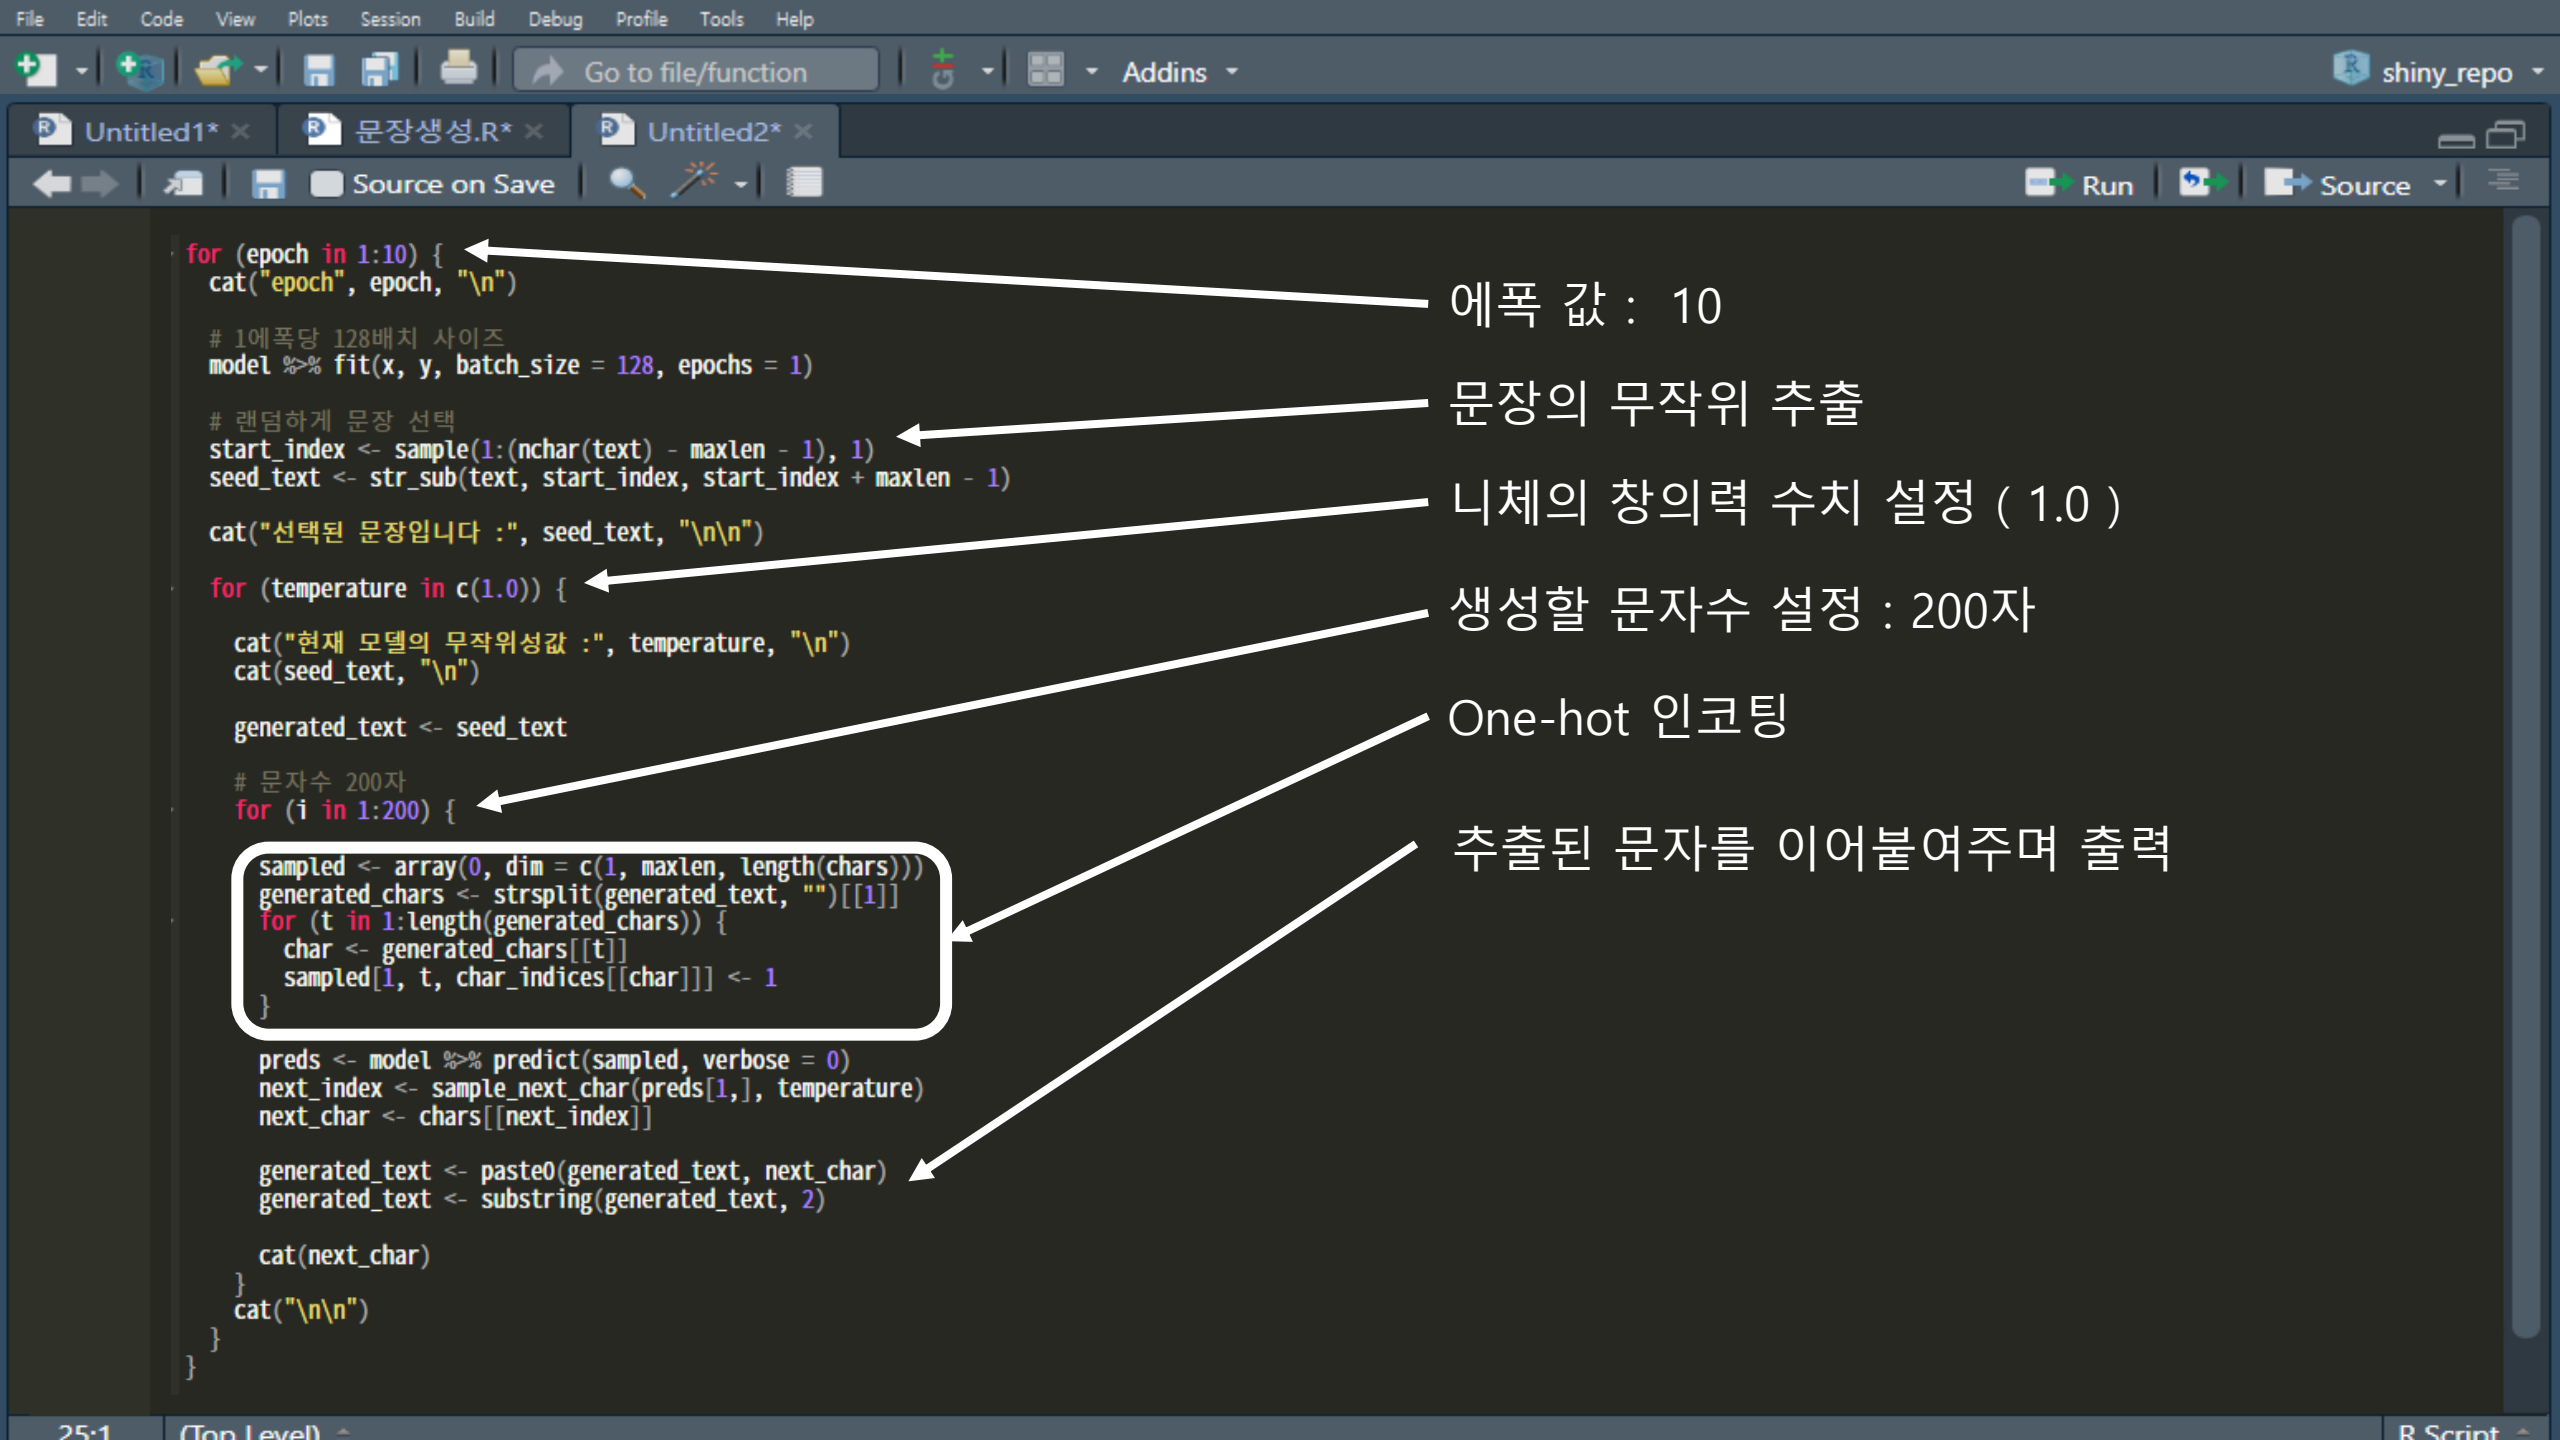 File Edit Code View Plots Session Build Debug Profile Tools Help
Go to file/function Addins shiny_repo
Untitled1* 문장생성.R* Untitled2*
Source on Save Run Source
for (epoch in 1:10) {
cat("epoch", epoch, "\n")
# 1에폭당 128배치 사이즈
model %>% fit(x, y, batch_size = 128, epochs = 1)
# 랜덤하게 문장 선택
start_index <- sample(1:(nchar(text) - maxlen - 1), 1)
seed_text <- str_sub(text, start_index, start_index + maxlen - 1)
cat("선택된 문장입니다 :", seed_text, "\n\n")
for (temperature in c(1.0)) {
cat("현재 모델의 무작위성값 :", temperature, "\n")
cat(seed_text, "\n")
generated_text <- seed_text
# 문자수 200자
for (i in 1:200) {
sampled <- array(0, dim = c(1, maxlen, length(chars)))
generated_chars <- strsplit(generated_text, "")[[1]]
for (t in 1:length(generated_chars)) {
char <- generated_chars[[t]]
sampled[1, t, char_indices[[char]]] <- 1
}
preds <- model %>% predict(sampled, verbose = 0)
next_index <- sample_next_char(preds[1,], temperature)
next_char <- chars[[next_index]]
generated_text <- paste0(generated_text, next_char)
generated_text <- substring(generated_text, 2)
cat(next_char)
}
cat("\n\n")
}
}
에폭 값 : 10
문장의 무작위 추출
니체의 창의력 수치 설정 ( 1.0 )
생성할 문자수 설정 : 200자
One-hot 인코팅
추출된 문자를 이어붙여주며 출력
25:1 (Top Level) R Script